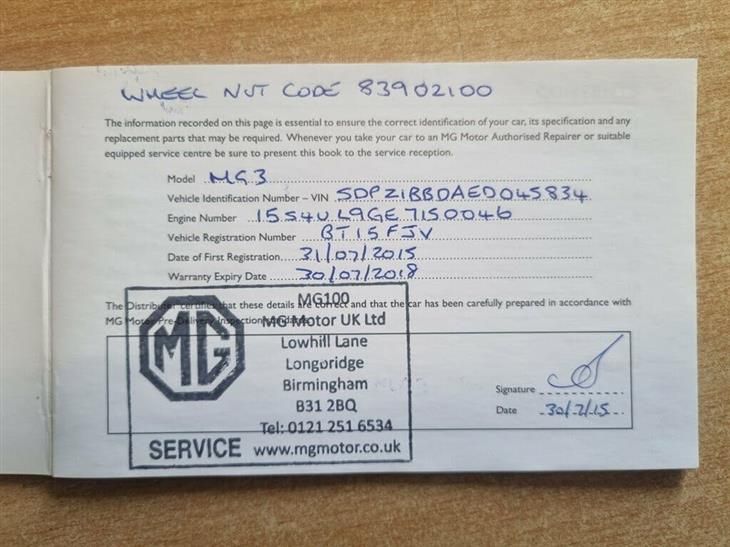 WHEEL NUT CODE 83902100
The information recorded on this page is essential to ensure the correct identification of your car, its specification and any
replacement parts that may be required. Whenever you take your car to an MG Motor Authorised Repairer or suitable
equipped service centre be sure to present this book to the service reception.
Model MG3
Vehicle Identification Number – VIN SDPZ1BBDAED045834
Engine Number 15S4U L9GE7150046
Vehicle Registration Number BT15FJV
Date of First Registration 31/07/2015
Warranty Expiry Date 30/07/2018
The Distributor certifies that these details are correct and that the car has been carefully prepared in accordance with
MG Motor Pre-Delivery Inspection
MG
SERVICE
MG100
MG Motor UK Ltd
Lowhill Lane
Longbridge
Birmingham
B31 2BQ
Tel: 0121 251 6534
www.mgmotor.co.uk
Signature
Date 30/7/15